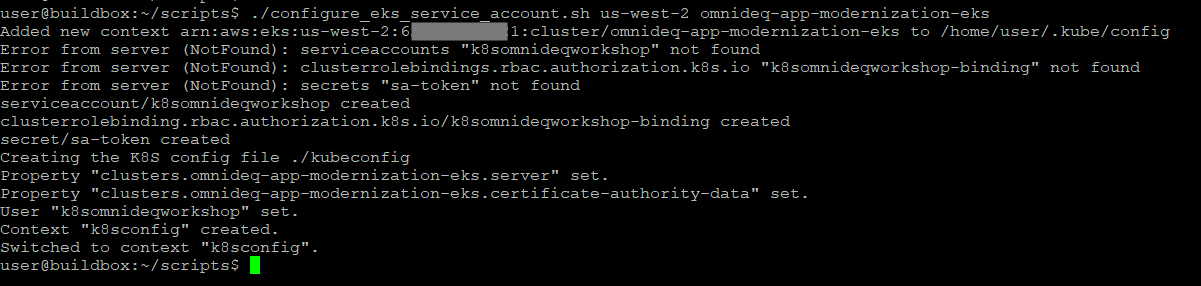 user@buildbox:~/scripts$ ./configure_eks_service_account.sh us-west-2 omnideq-app-modernization-eks
Added new context arn:aws:eks:us-west-2:6 1:cluster/omnideq-app-modernization-eks to /home/user/.kube/config
Error from server (NotFound): serviceaccounts "k8somnideqworkshop" not found
Error from server (NotFound): clusterrolebindings.rbac.authorization.k8s.io "k8somnideqworkshop-binding" not found
Error from server (NotFound): secrets "sa-token" not found
serviceaccount/k8somnideqworkshop created
clusterrolebinding.rbac.authorization.k8s.io/k8somnideqworkshop-binding created
secret/sa-token created
Creating the K8S config file ./kubeconfig
Property "clusters.omnideq-app-modernization-eks.server" set.
Property "clusters.omnideq-app-modernization-eks.certificate-authority-data" set.
User "k8somnideqworkshop" set.
Context "k8sconfig" created.
Switched to context "k8sconfig".
user@buildbox:~/scripts$